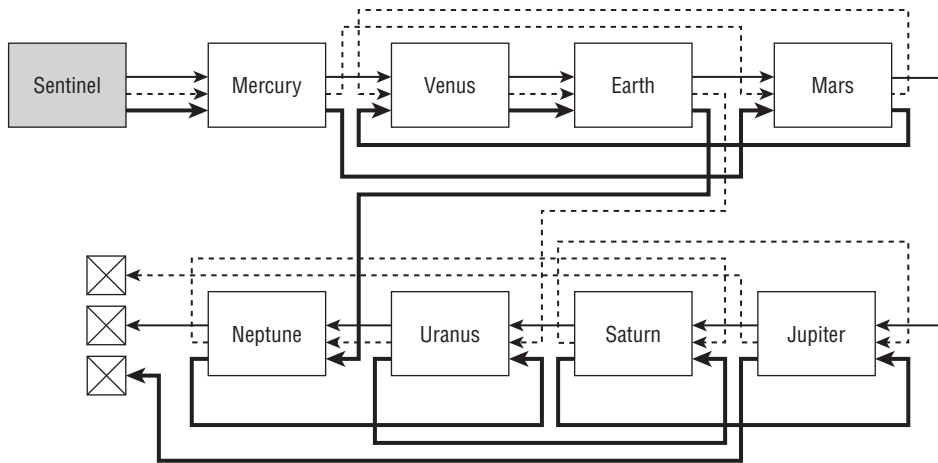 Sentinel
Mercury
Venus
Earth
Mars
Neptune
Uranus
Saturn
Jupiter